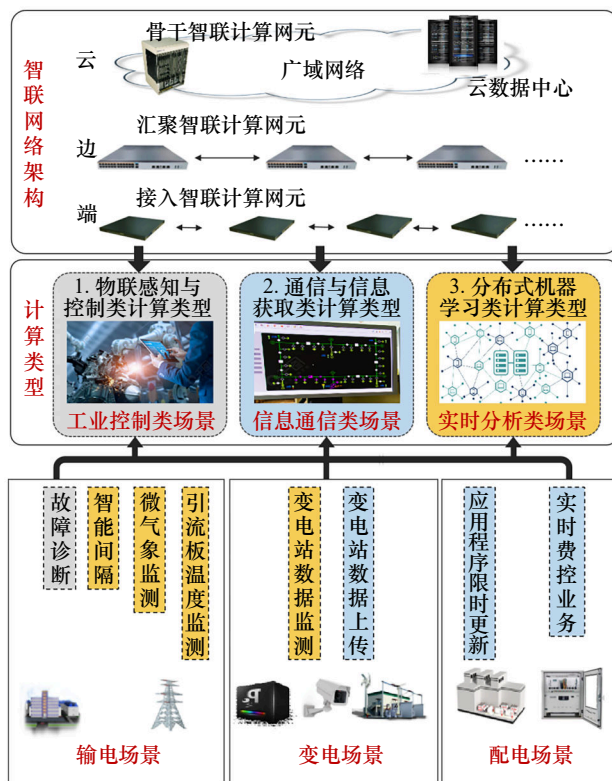 智联网络架构
云
骨干智联计算网元
广域网络
云数据中心
边
汇聚智联计算网元
……
端
接入智联计算网元
……
计算类型
1. 物联感知与
控制类计算类型
工业控制类场景
2. 通信与信息
获取类计算类型
信息通信类场景
3. 分布式机器
学习类计算类型
实时分析类场景
故障诊断
智能间隔
微气象监测
引流板温度监测
输电场景
变电站数据监测
变电站数据上传
变电场景
应用程序限时更新
实时费控业务
配电场景